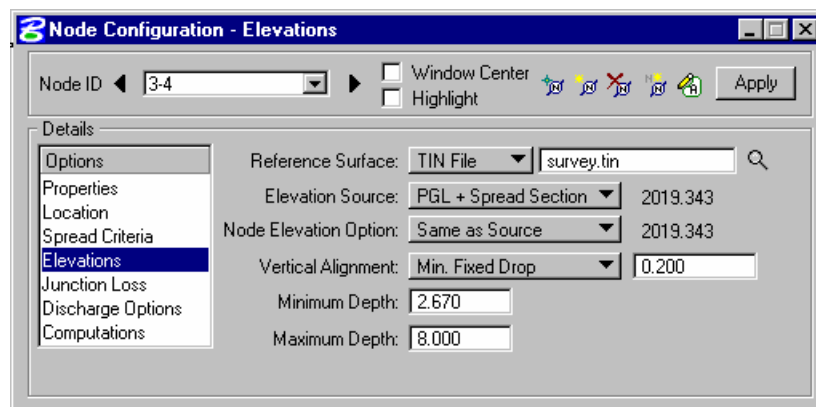 Node Configuration - Elevations
Node ID 3-4 Window Center Apply
Highlight
Details
Options
Properties
Location
Spread Criteria
Elevations
Junction Loss
Discharge Options
Computations
Reference Surface: TIN File survey.tin
Elevation Source: PGL + Spread Section 2019.343
Node Elevation Option: Same as Source 2019.343
Vertical Alignment: Min. Fixed Drop 0.200
Minimum Depth: 2.670
Maximum Depth: 8.000